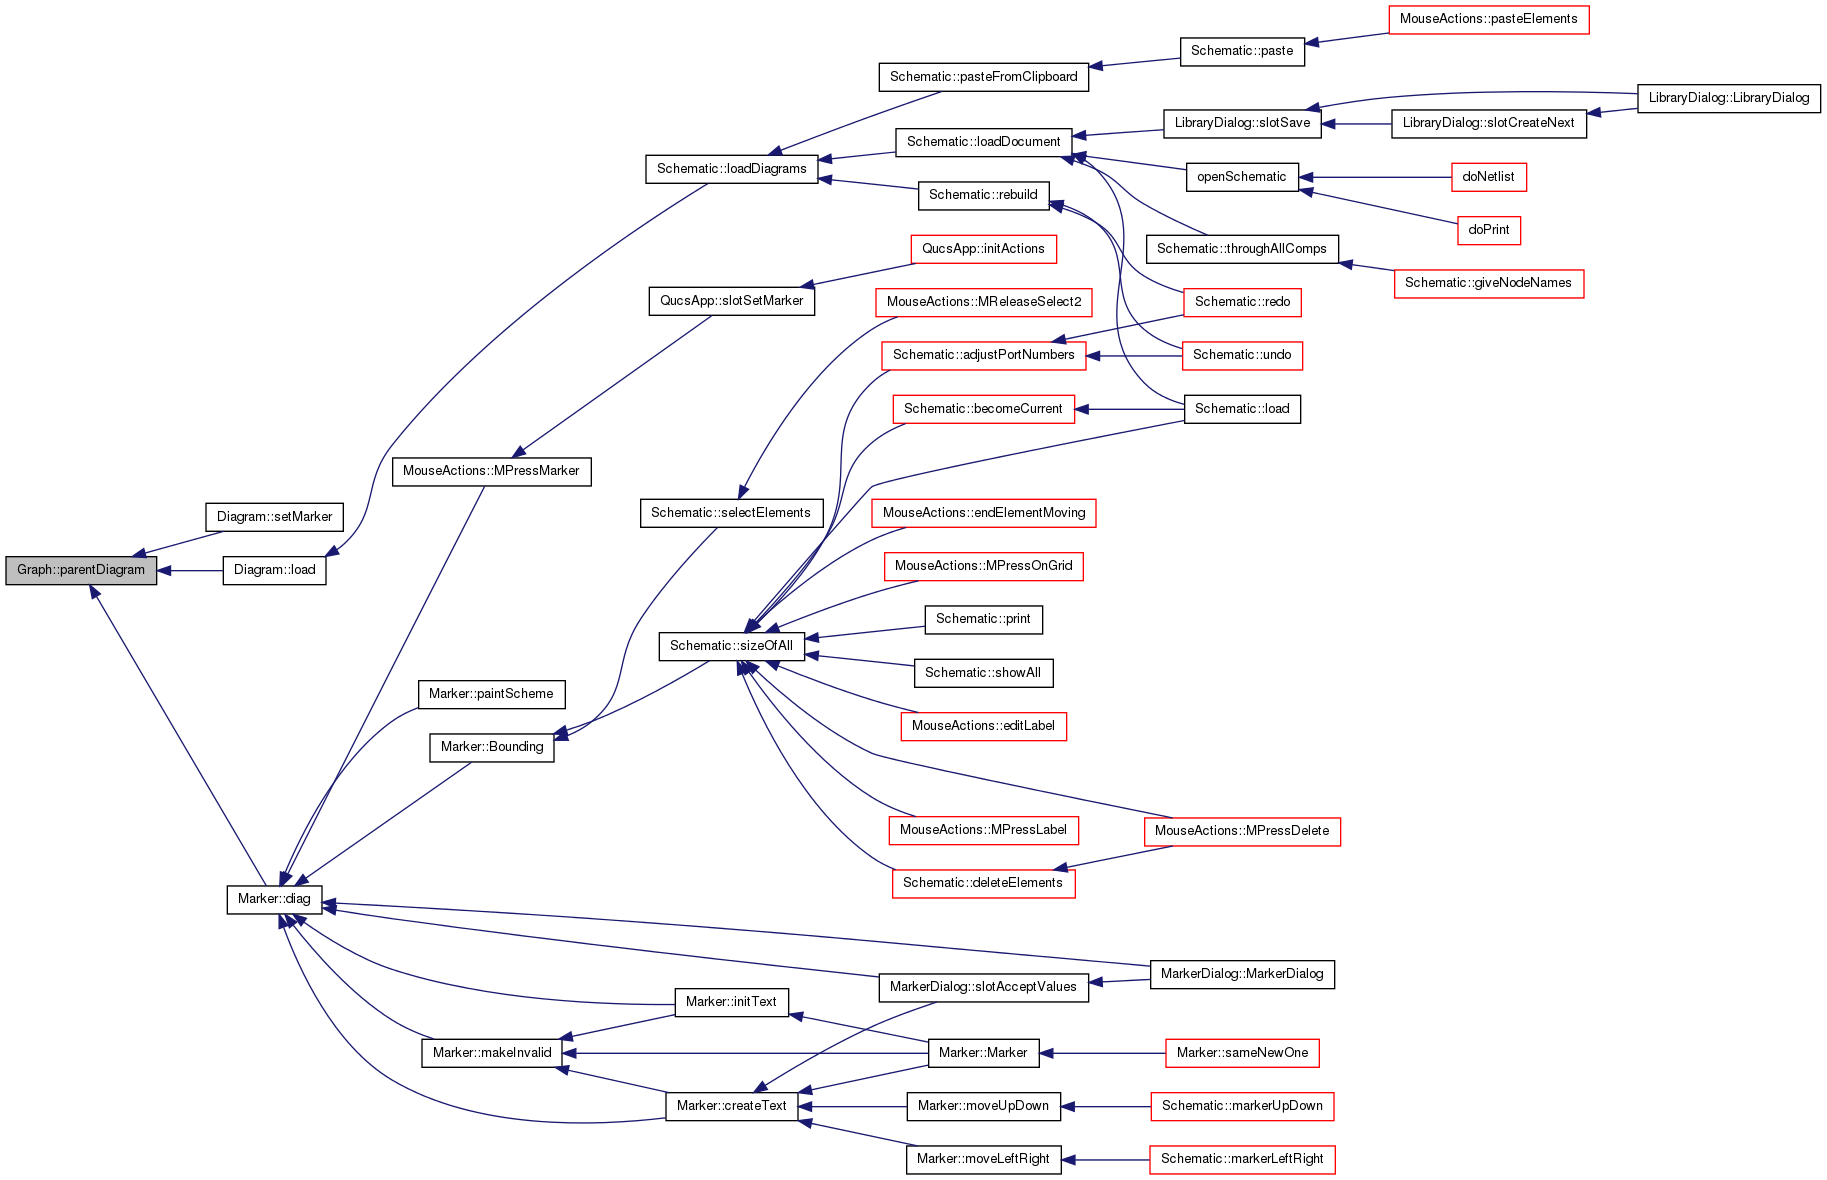 MouseActions::pasteElements
Schematic::paste
Schematic::pasteFromClipboard
LibraryDialog::LibraryDialog
LibraryDialog::slotSave
LibraryDialog::slotCreateNext
Schematic::loadDocument
Schematic::loadDiagrams
openSchematic
doNetlist
Schematic::rebuild
doPrint
QucsApp::initActions
Schematic::throughAllComps
Schematic::giveNodeNames
QucsApp::slotSetMarker
MouseActions::MReleaseSelect2
Schematic::redo
Schematic::adjustPortNumbers
Schematic::undo
Schematic::becomeCurrent
Schematic::load
MouseActions::MPressMarker
Schematic::selectElements
MouseActions::endElementMoving
Diagram::setMarker
Graph::parentDiagram
Diagram::load
MouseActions::MPressOnGrid
Schematic::print
Schematic::sizeOfAll
Schematic::showAll
Marker::paintScheme
MouseActions::editLabel
Marker::Bounding
MouseActions::MPressLabel
MouseActions::MPressDelete
Schematic::deleteElements
Marker::diag
MarkerDialog::MarkerDialog
MarkerDialog::slotAcceptValues
Marker::initText
Marker::makeInvalid
Marker::Marker
Marker::sameNewOne
Marker::createText
Marker::moveUpDown
Schematic::markerUpDown
Marker::moveLeftRight
Schematic::markerLeftRight